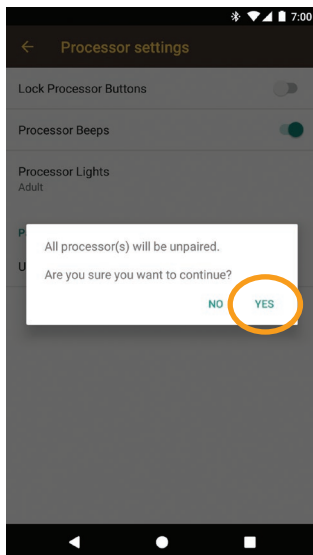 7:00
Processor settings
Lock Processor Buttons
Processor Beeps
Processor Lights
Adult
P
All processor(s) will be unpaired.
U
Are you sure you want to continue?
NO YES